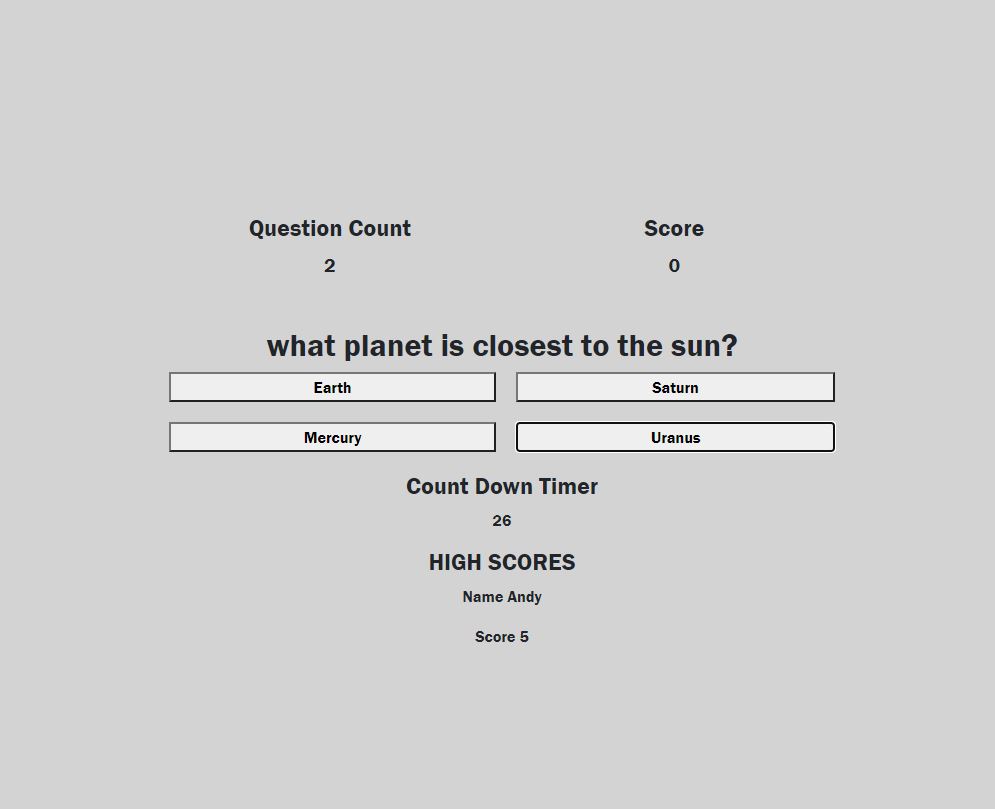 Question Count
Score
2
0
what planet is closest to the sun?
Earth
Saturn
Mercury
Uranus
Count Down Timer
26
HIGH SCORES
Name Andy
Score 5